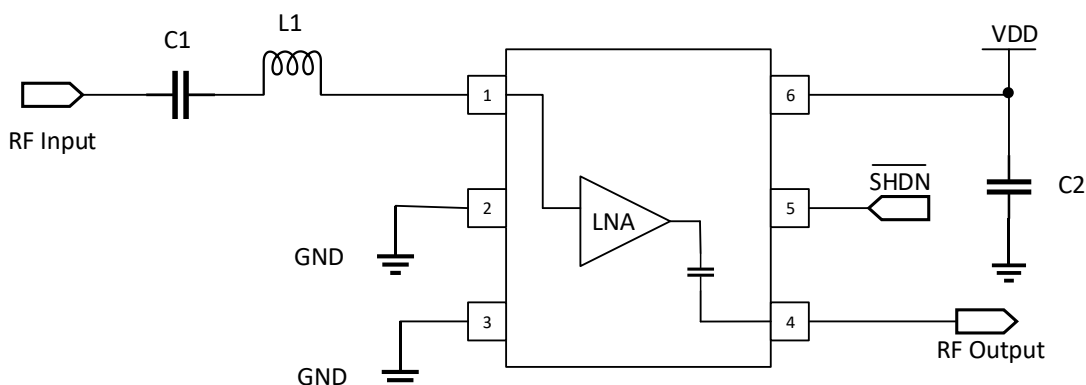 L1
C1
VDD
1
6
RF Input
SHDN
C2
2
5
LNA
GND
3
4
RF Output
GND